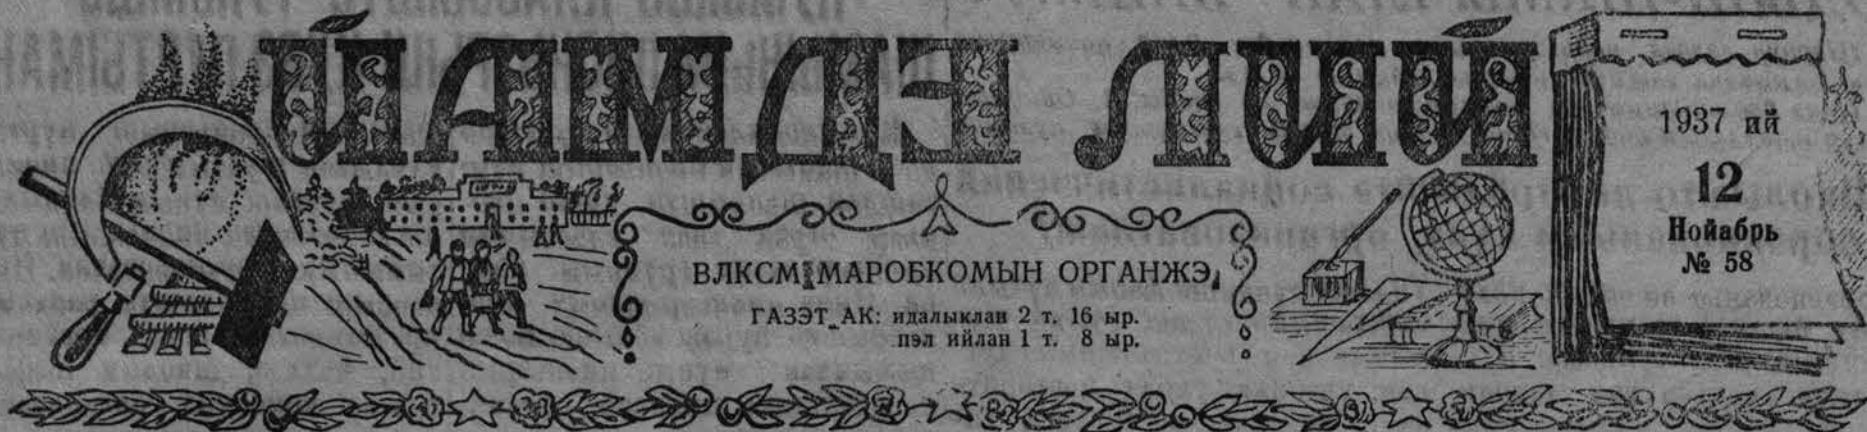 ЙАМДЭ ЛИЙ
ВЛКСМ МАРОБКОМЫН ОРГАНЖЭ
ГАЗЭТ АК: идалыклан 2 т. 16 ыр.
пэл ийлан 1 т. 8 ыр.
1937 ий
12
Нойабрь
№ 58